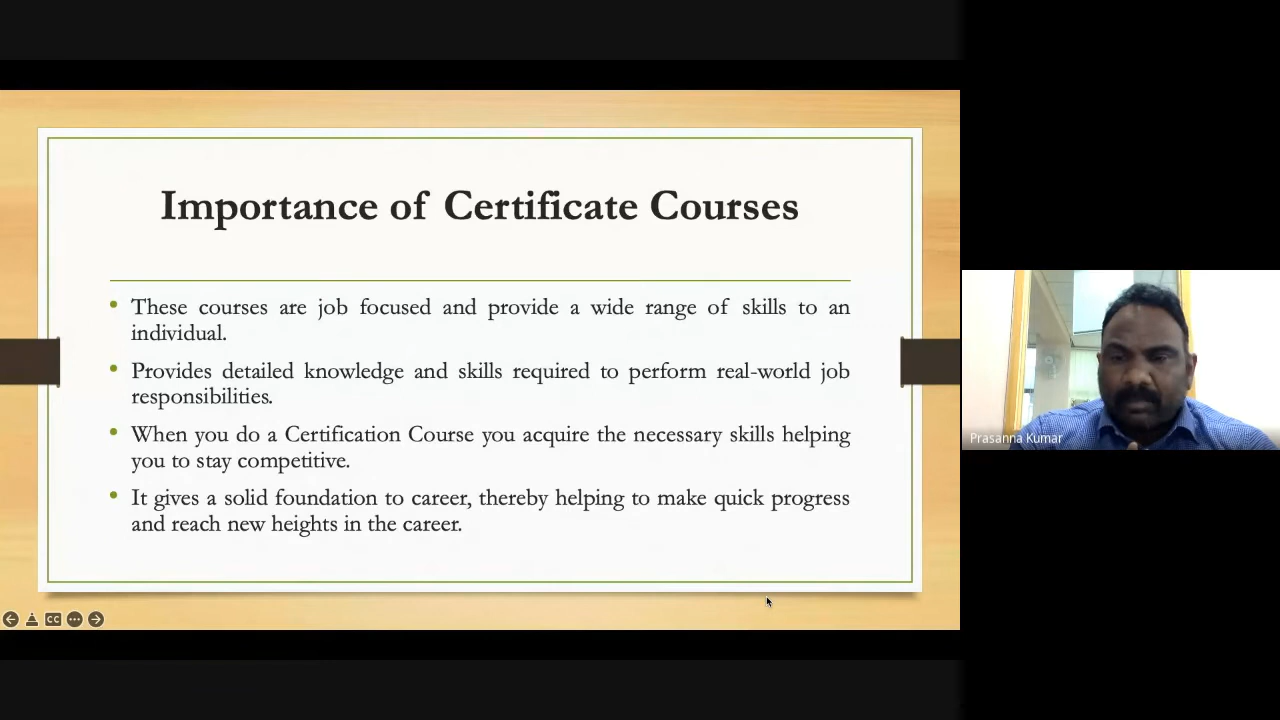 Importance of Certificate Courses
These courses are job focused and provide a wide range of skills to an
individual.
Provides detailed knowledge and skills required to perform real-world job
responsibilities.
When you do a Certification Course you acquire the necessary skills helping
you to stay competitive.
It gives a solid foundation to career, thereby helping to make quick progress
and reach new heights in the career.
CC
Prasanna Kumar